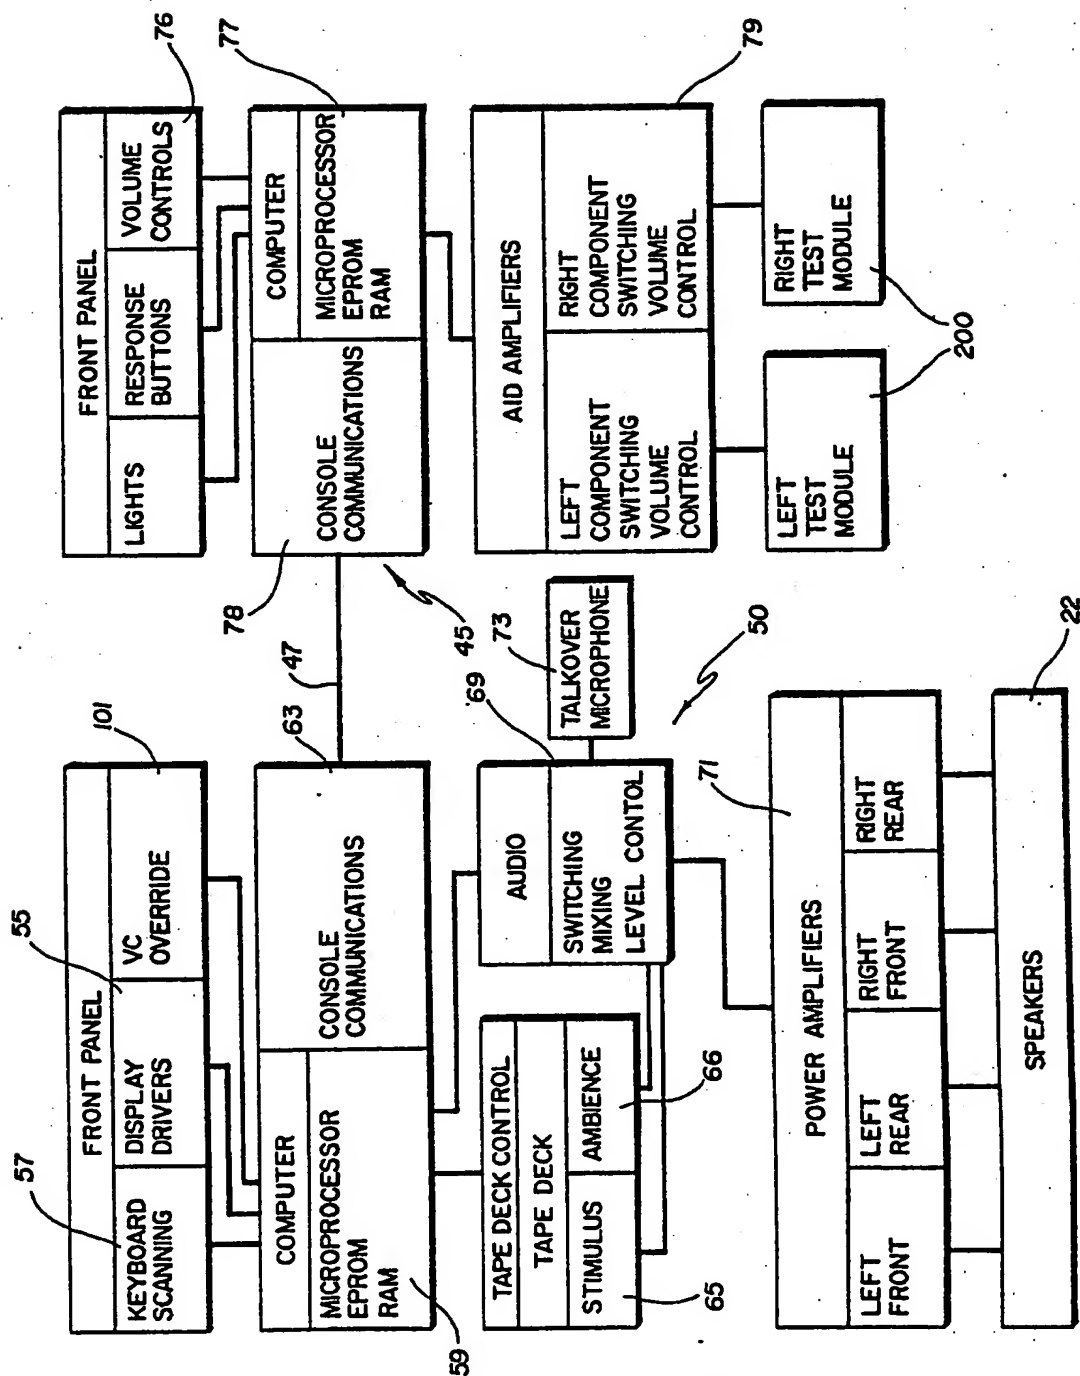 FRONT PANEL
KEYBOARD
SCANNING
DISPLAY
DRIVERS
VC
OVERRIDE
57
55
101
COMPUTER
MICROPROCESSOR
EPROM
RAM
CONSOLE
COMMUNICATIONS
59
63
47
TAPE DECK CONTROL
TAPE DECK
STIMULUS
AMBIENCE
65
66
AUDIO
SWITCHING
MIXING
LEVEL CONTOL
69
TALKOVER
MICROPHONE
73
50
POWER AMPLIFIERS
LEFT
FRONT
LEFT
REAR
RIGHT
FRONT
RIGHT
REAR
71
SPEAKERS
22
FRONT PANEL
LIGHTS
RESPONSE
BUTTONS
VOLUME
CONTROLS
76
CONSOLE
COMMUNICATIONS
COMPUTER
MICROPROCESSOR
EPROM
RAM
78
77
45
AID AMPLIFIERS
LEFT
COMPONENT
SWITCHING
VOLUME
CONTROL
RIGHT
COMPONENT
SWITCHING
VOLUME
CONTROL
79
LEFT
TEST
MODULE
RIGHT
TEST
MODULE
200